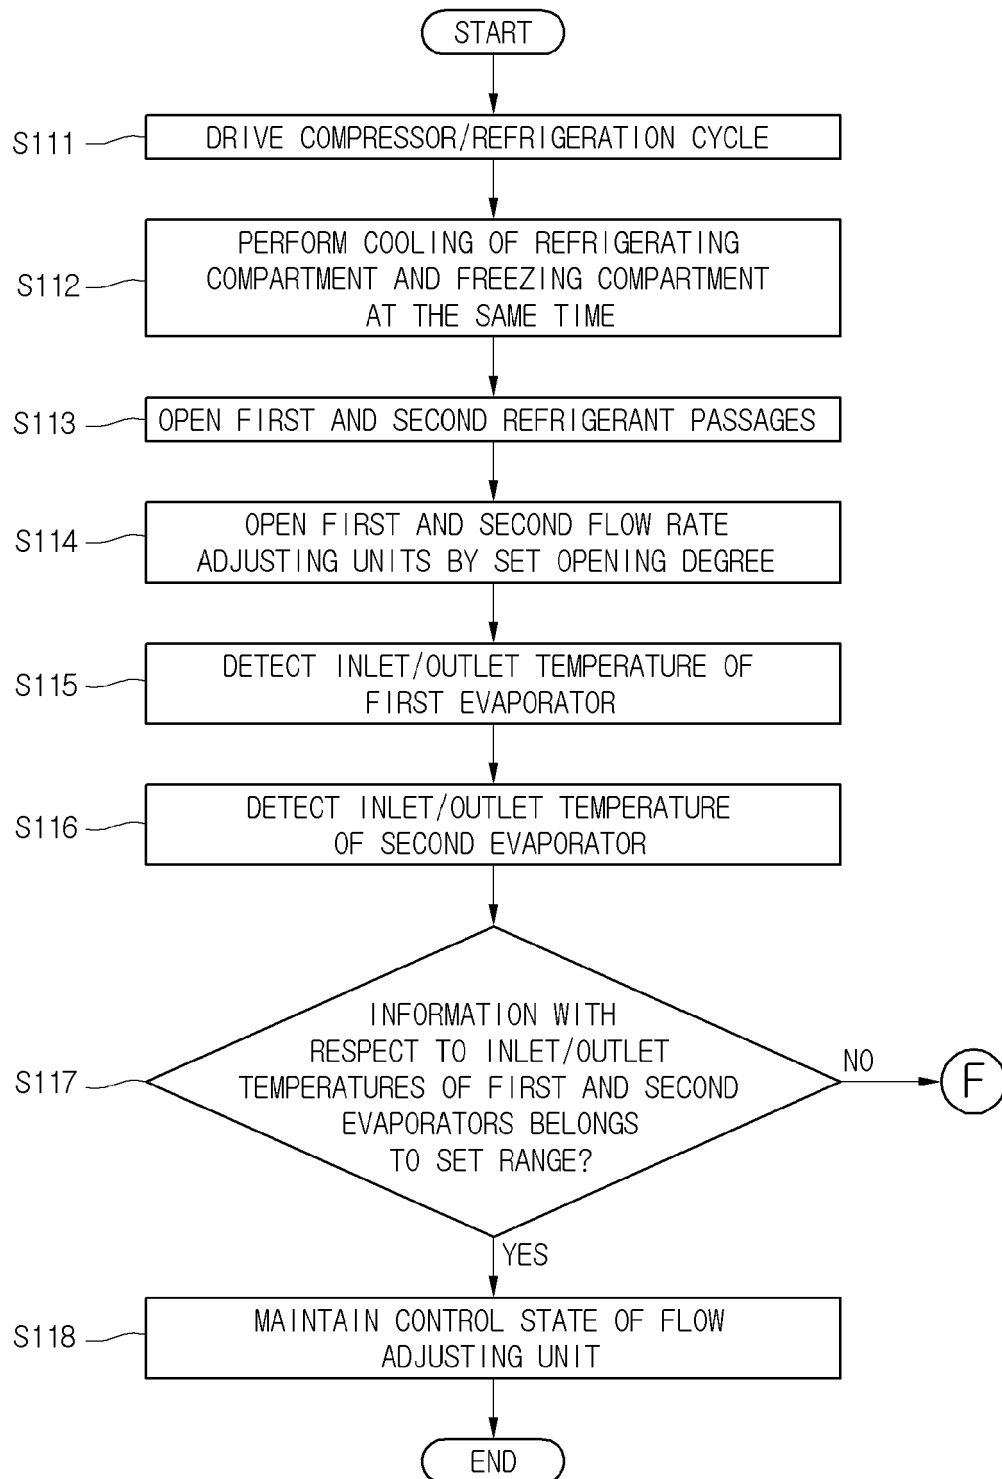 START
S111
DRIVE COMPRESSOR/REFRIGERATION CYCLE
S112
PERFORM COOLING OF REFRIGERATING
COMPARTMENT AND FREEZING COMPARTMENT
AT THE SAME TIME
S113
OPEN FIRST AND SECOND REFRIGERANT PASSAGES
S114
OPEN FIRST AND SECOND FLOW RATE
ADJUSTING UNITS BY SET OPENING DEGREE
S115
DETECT INLET/OUTLET TEMPERATURE OF
FIRST EVAPORATOR
S116
DETECT INLET/OUTLET TEMPERATURE
OF SECOND EVAPORATOR
S117
INFORMATION WITH
RESPECT TO INLET/OUTLET
TEMPERATURES OF FIRST AND SECOND
EVAPORATORS BELONGS
TO SET RANGE?
NO
F
YES
S118
MAINTAIN CONTROL STATE OF FLOW
ADJUSTING UNIT
END